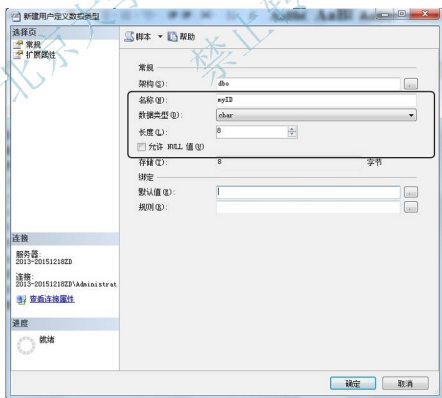 新建用户定义数据类型
选择页
常规
扩展属性
脚本 帮助
常规
架构(S): dbo
名称(N): myID
数据类型(D): char
长度(L): 8
允许 NULL 值(U)
存储(T): 8 字节
绑定
默认值(E):
规则(R):
连接
服务器:
2013-20151218ZD
连接:
2013-20151218ZD\Administrat
查看连接属性
进度
就绪
确定 取消